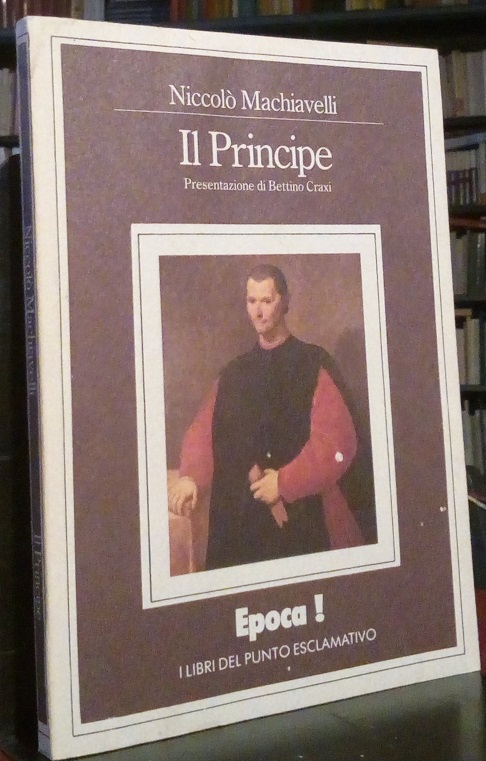 Niccolò Machiavelli
Il Principe
Presentazione di Bettino Craxi
Epoca !
I LIBRI DEL PUNTO ESCLAMATIVO
Niccolò Machiavelli
Il Principe